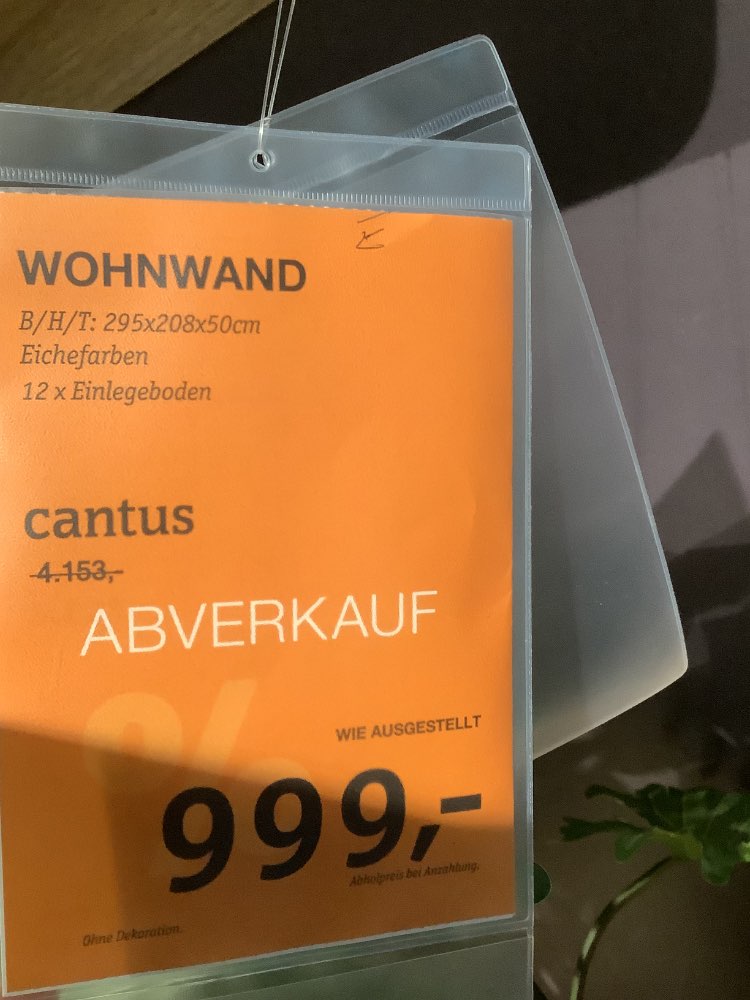 WOHNWAND
B/H/T: 295x208x50cm
Eichefarben
12 x Einlegeboden
cantus
4.153,-
ABVERKAUF
%
WIE AUSGESTELLT
999,-
Abholpreis bei Anzahlung.
Ohne Dekoration.